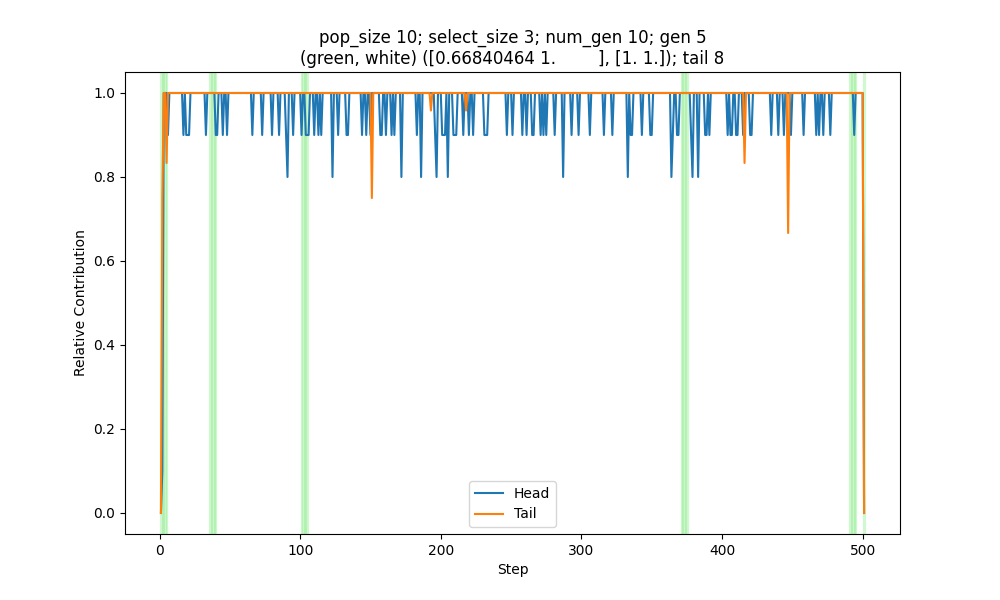 pop_size 10; select_size 3; num_gen 10; gen 5
(green, white) ([0.66840464 1.        ], [1. 1.]); tail 8
1.0
0.8
0.6
0.4
0.2
0.0
Relative Contribution
Head
Tail
0
100
200
300
400
500
Step